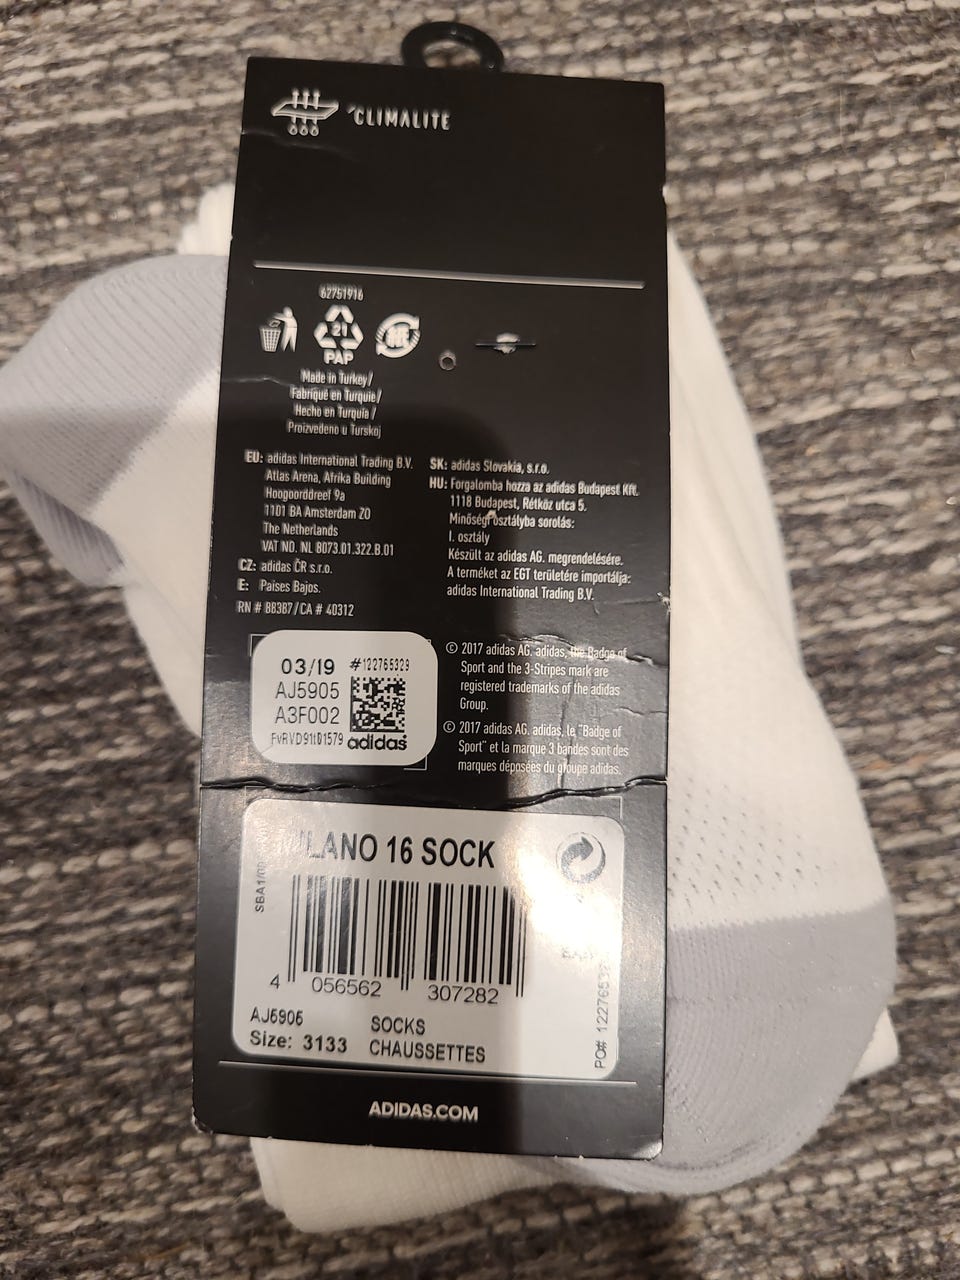 CLIMALITE
62751916
21
PAP
Made in Turkey/
Fabriqué en Turquie/
Hecho en Turquía /
Proizvedeno u Turskoj
EU: adidas International Trading B.V.
Atlas Arena, Afrika Building
Hoogoorddreef 9a
1101 BA Amsterdam ZO
The Netherlands
VAT NO. NL 8073.01.322.B.01
CZ: adidas ČR s.r.o.
E: Paises Bajos.
RN # 88387/CA # 40312
SK: adidas Slovakia, s.r.o.
HU: Forgalomba hozza az adidas Budapest Kft.
1118 Budapest, Rétköz utca 5.
Minőségi osztályba sorolás:
I. osztály
Készült az adidas AG. megrendelésére.
A terméket az EGT területére importálja:
adidas International Trading B.V.
03/19 #122765329
AJ5905
A3F002
adidas
© 2017 adidas AG. adidas, the Badge of
Sport and the 3-Stripes mark are
registered trademarks of the adidas
Group.
© 2017 adidas AG. adidas, le "Badge of
Sport" et la marque 3 bandes sont des
marques déposées du groupe adidas.
16 SOCK
4 056562 307282
AJ5905 SOCKS
Size: 3133 CHAUSSETTES
ADIDAS.COM